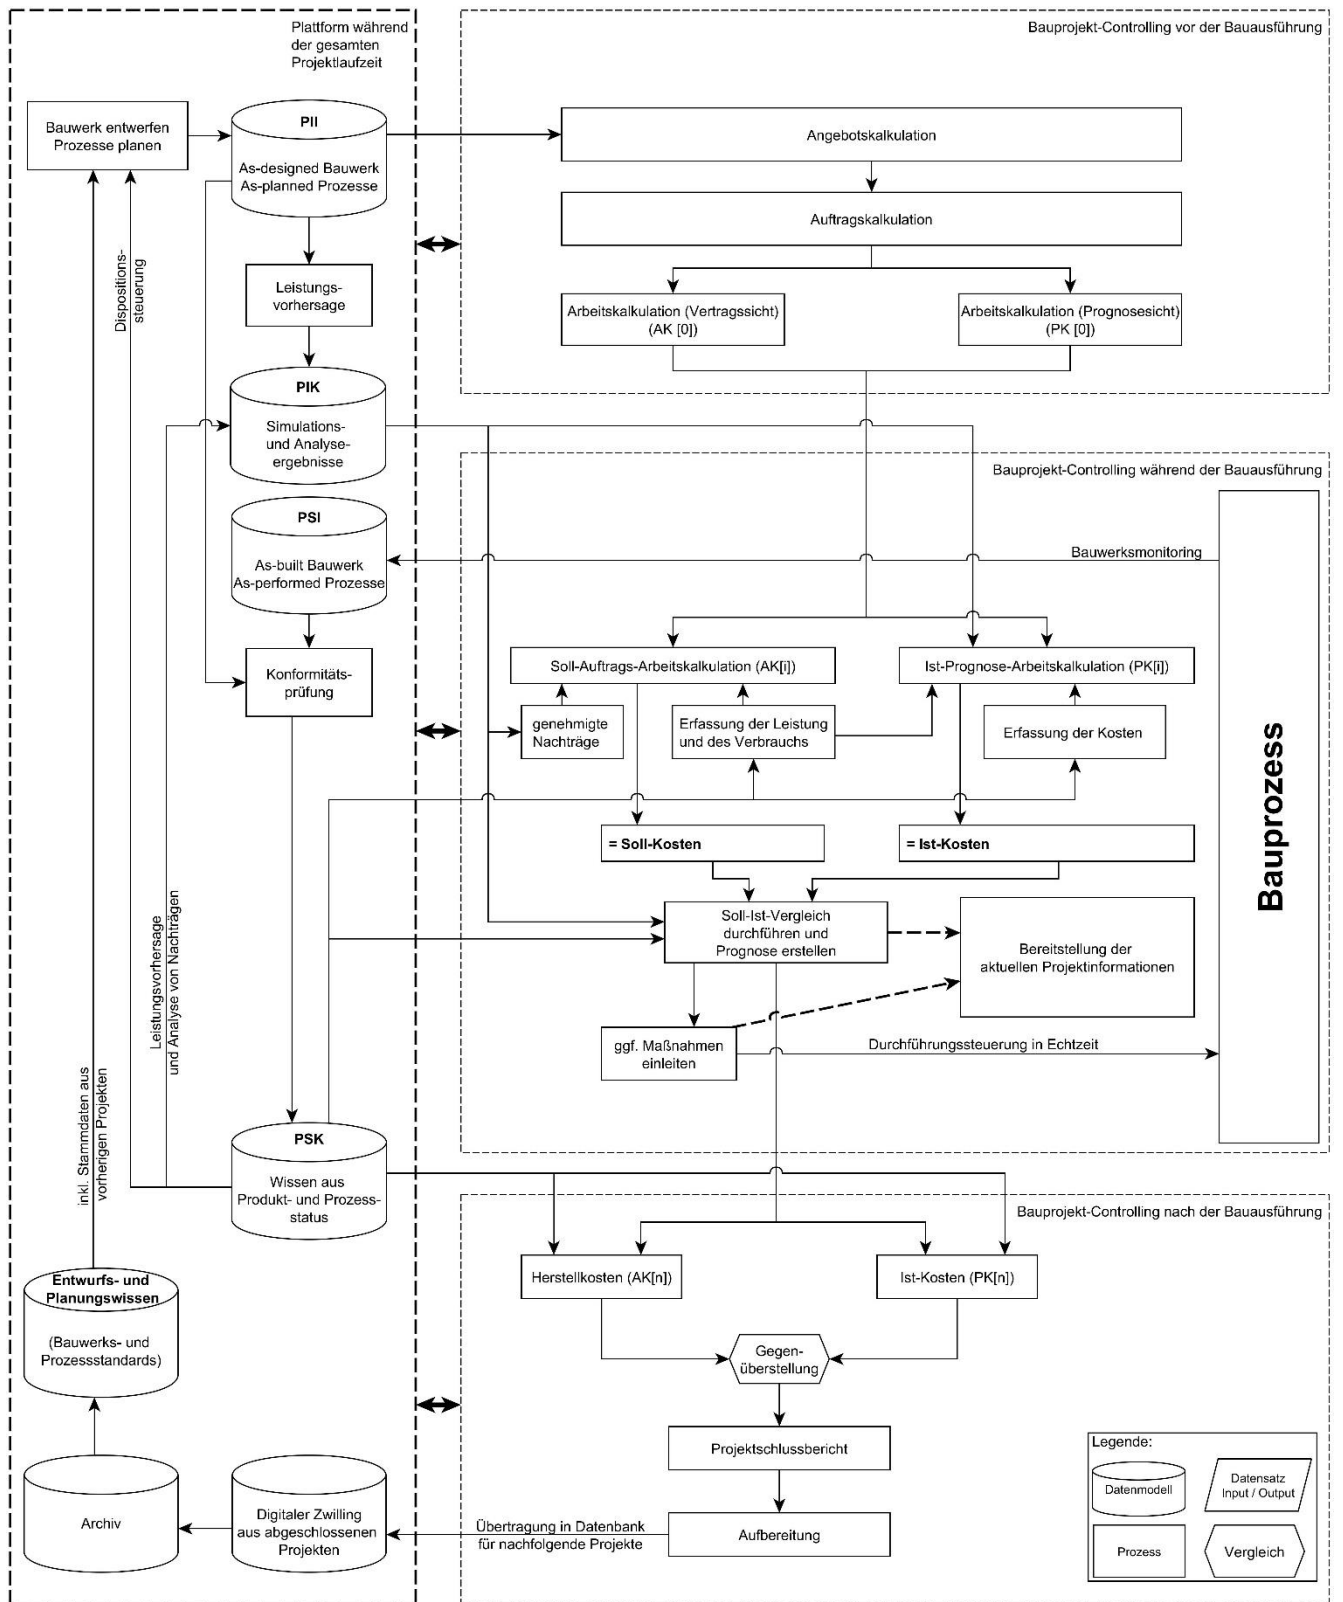 Plattform während
der gesamten
Projektlaufzeit
Bauwerk entwerfen
Prozesse planen
PII
As-designed Bauwerk
As-planned Prozesse
Leistungs-
vorhersage
Dispositions-
steuerung
PIK
Simulations-
und Analyse-
ergebnisse
PSI
As-built Bauwerk
As-performed Prozesse
Konformitäts-
prüfung
Leistungsvorhersage
und Analyse von Nachträgen
inkl. Stammdaten aus
vorherigen Projekten
PSK
Wissen aus
Produkt- und Prozess-
status
Entwurfs- und
Planungswissen
(Bauwerks- und
Prozessstandards)
Archiv
Digitaler Zwilling
aus abgeschlossenen
Projekten
Bauprojekt-Controlling vor der Bauausführung
Angebotskalkulation
Auftragskalkulation
Arbeitskalkulation (Vertragssicht)
(AK [0])
Arbeitskalkulation (Prognosesicht)
(PK [0])
Bauprojekt-Controlling während der Bauausführung
Bauwerksmonitoring
Soll-Auftrags-Arbeitskalkulation (AK[i])
Ist-Prognose-Arbeitskalkulation (PK[i])
genehmigte
Nachträge
Erfassung der Leistung
und des Verbrauchs
Erfassung der Kosten
= Soll-Kosten
= Ist-Kosten
Soll-Ist-Vergleich
durchführen und
Prognose erstellen
Bereitstellung der
aktuellen Projektinformationen
ggf. Maßnahmen
einleiten
Durchführungssteuerung in Echtzeit
Bauprozess
Bauprojekt-Controlling nach der Bauausführung
Herstellkosten (AK[n])
Ist-Kosten (PK[n])
Gegen-
überstellung
Projektschlussbericht
Aufbereitung
Übertragung in Datenbank
für nachfolgende Projekte
Legende:
Datenmodell
Datensatz
Input / Output
Prozess
Vergleich